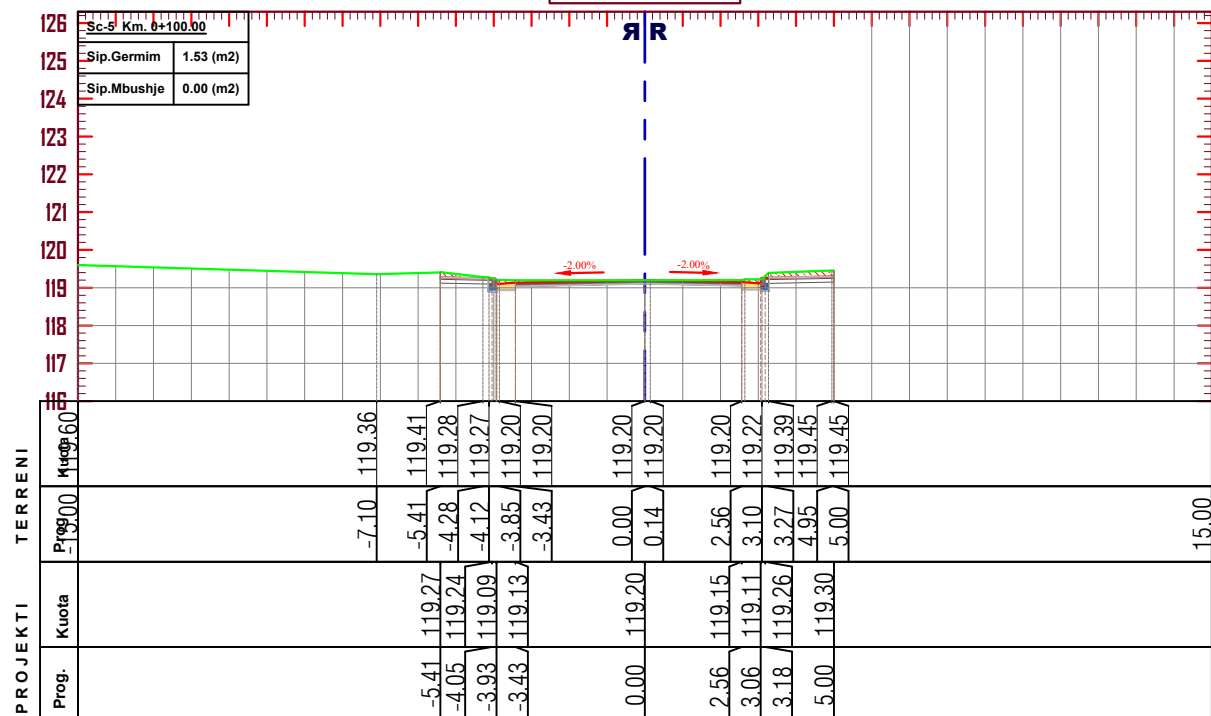 Sc-5 Km. 0+100.00
Sip.Germim 1.53 (m2)
Sip.Mbushje 0.00 (m2)
ЯR
126
125
124
123
122
121
120
119
118
117
116
-2.00% -2.00%
TERRENI
Kuota 119.60 119.36 119.41 119.28 119.27 119.20 119.20 119.20 119.20 119.20 119.22 119.39 119.45 119.45
Prog. -15.00 -7.10 -5.41 -4.28 -4.12 -3.85 -3.43 0.00 0.14 2.56 3.10 3.27 4.95 5.00 15.00
PROJEKTI
Kuota 119.27 119.24 119.09 119.13 119.20 119.15 119.11 119.26 119.30
Prog. -5.41 -4.05 -3.93 -3.43 0.00 2.56 3.06 3.18 5.00